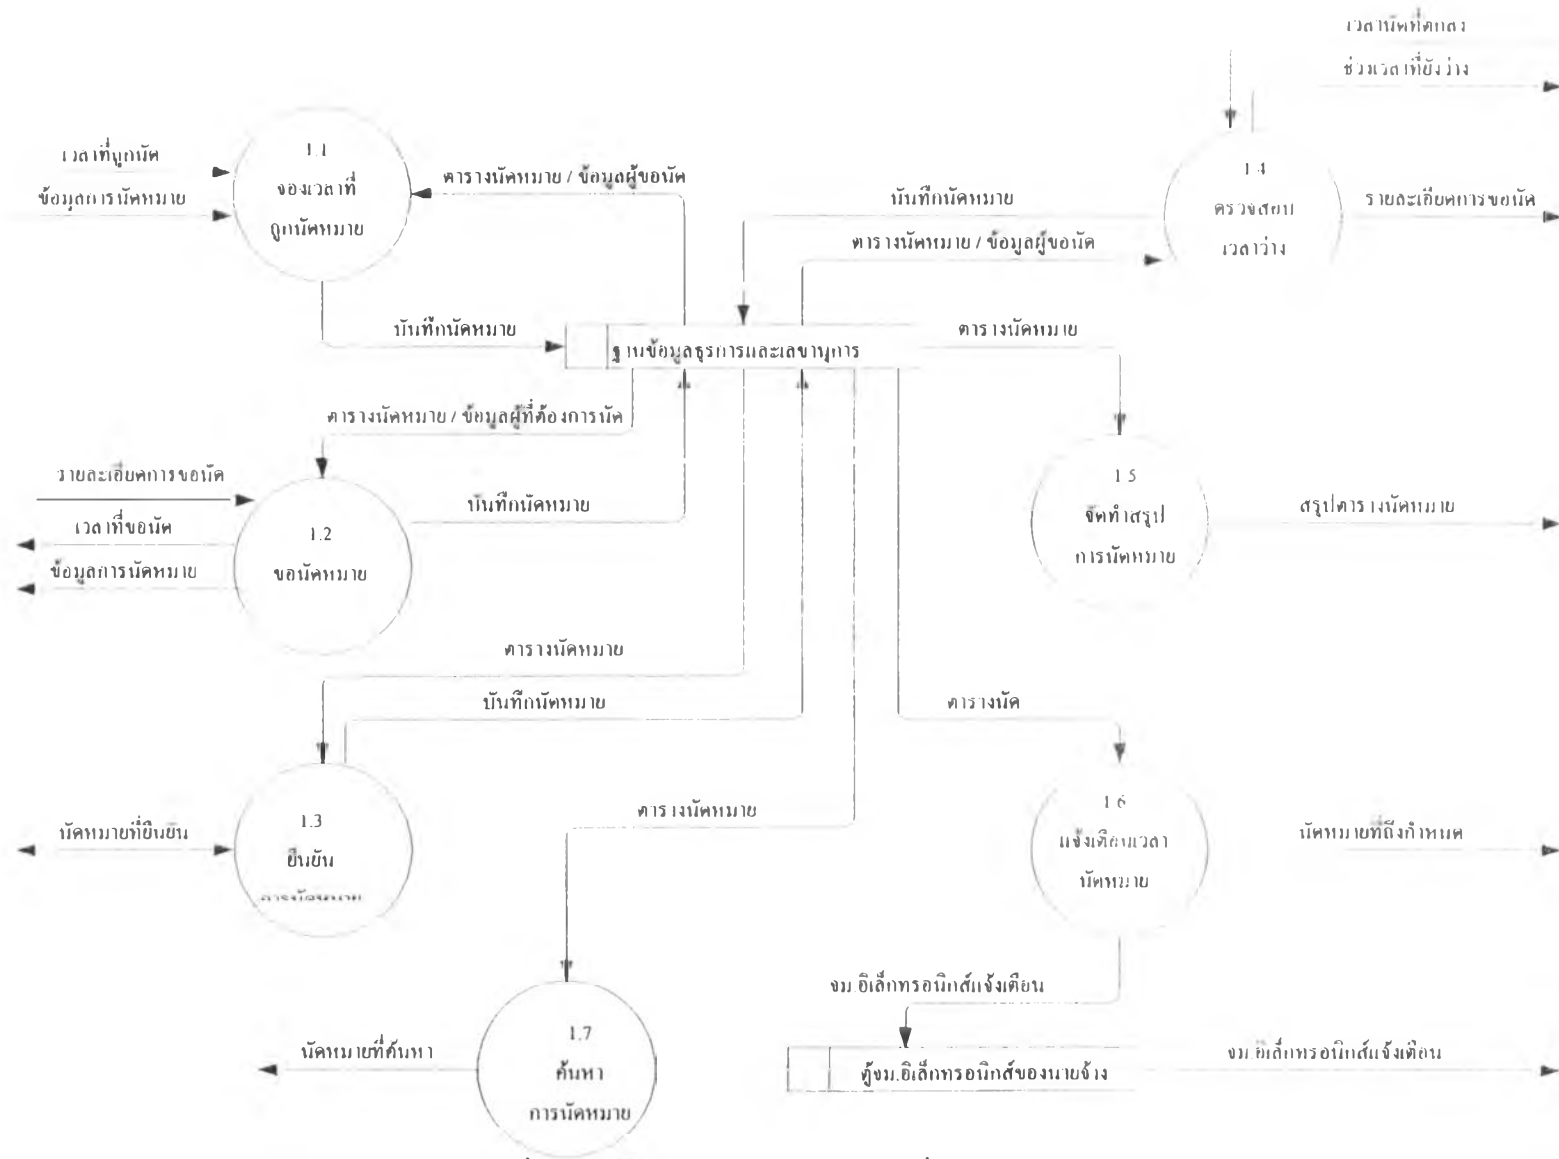 เวลานัดที่ตกลง
ช่วงเวลาที่ยังว่าง
เวลาที่ถูกนัด
ข้อมูลการนัดหมาย
1.1
จองเวลาที่
ถูกนัดหมาย
ตารางนัดหมาย / ข้อมูลผู้ขอนัด
บันทึกนัดหมาย
ตารางนัดหมาย / ข้อมูลผู้ขอนัด
1.4
ตรวจสอบ
เวลาว่าง
รายละเอียดการขอนัด
บันทึกนัดหมาย
ฐานข้อมูลธุรการและเลขานุการ
ตารางนัดหมาย
ตารางนัดหมาย / ข้อมูลผู้ที่ต้องการนัด
รายละเอียดการขอนัด
เวลาที่ขอนัด
ข้อมูลการนัดหมาย
1.2
ขอนัดหมาย
บันทึกนัดหมาย
1.5
จัดทำสรุป
การนัดหมาย
สรุปตารางนัดหมาย
ตารางนัดหมาย
บันทึกนัดหมาย
ตารางนัด
นัดหมายที่ยืนยัน
1.3
ยืนยัน
การนัดหมาย
ตารางนัดหมาย
1.6
แจ้งเตือนเวลา
นัดหมาย
นัดหมายที่ถึงกำหนด
จม.อิเล็กทรอนิกส์แจ้งเตือน
นัดหมายที่ค้นหา
1.7
ค้นหา
การนัดหมาย
ตู้จม.อิเล็กทรอนิกส์ของนายจ้าง
จม.อิเล็กทรอนิกส์แจ้งเตือน